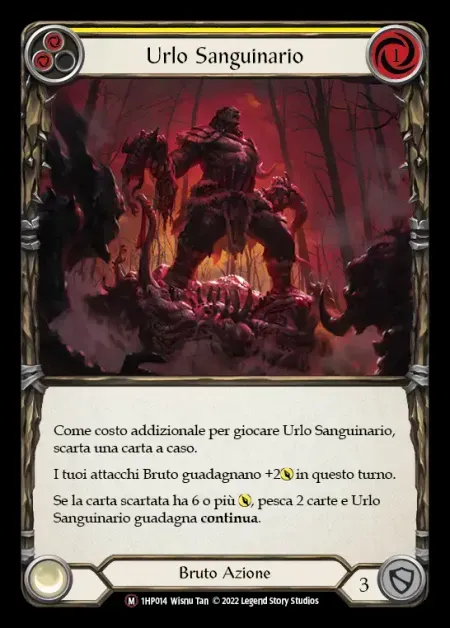 Urlo Sanguinario
1
Come costo addizionale per giocare Urlo Sanguinario,
scarta una carta a caso.
I tuoi attacchi Bruto guadagnano +2 in questo turno.
Se la carta scartata ha 6 o più , pesca 2 carte e Urlo
Sanguinario guadagna continua.
Bruto Azione
3
M 1HP014 Wisnu Tan © 2022 Legend Story Studios